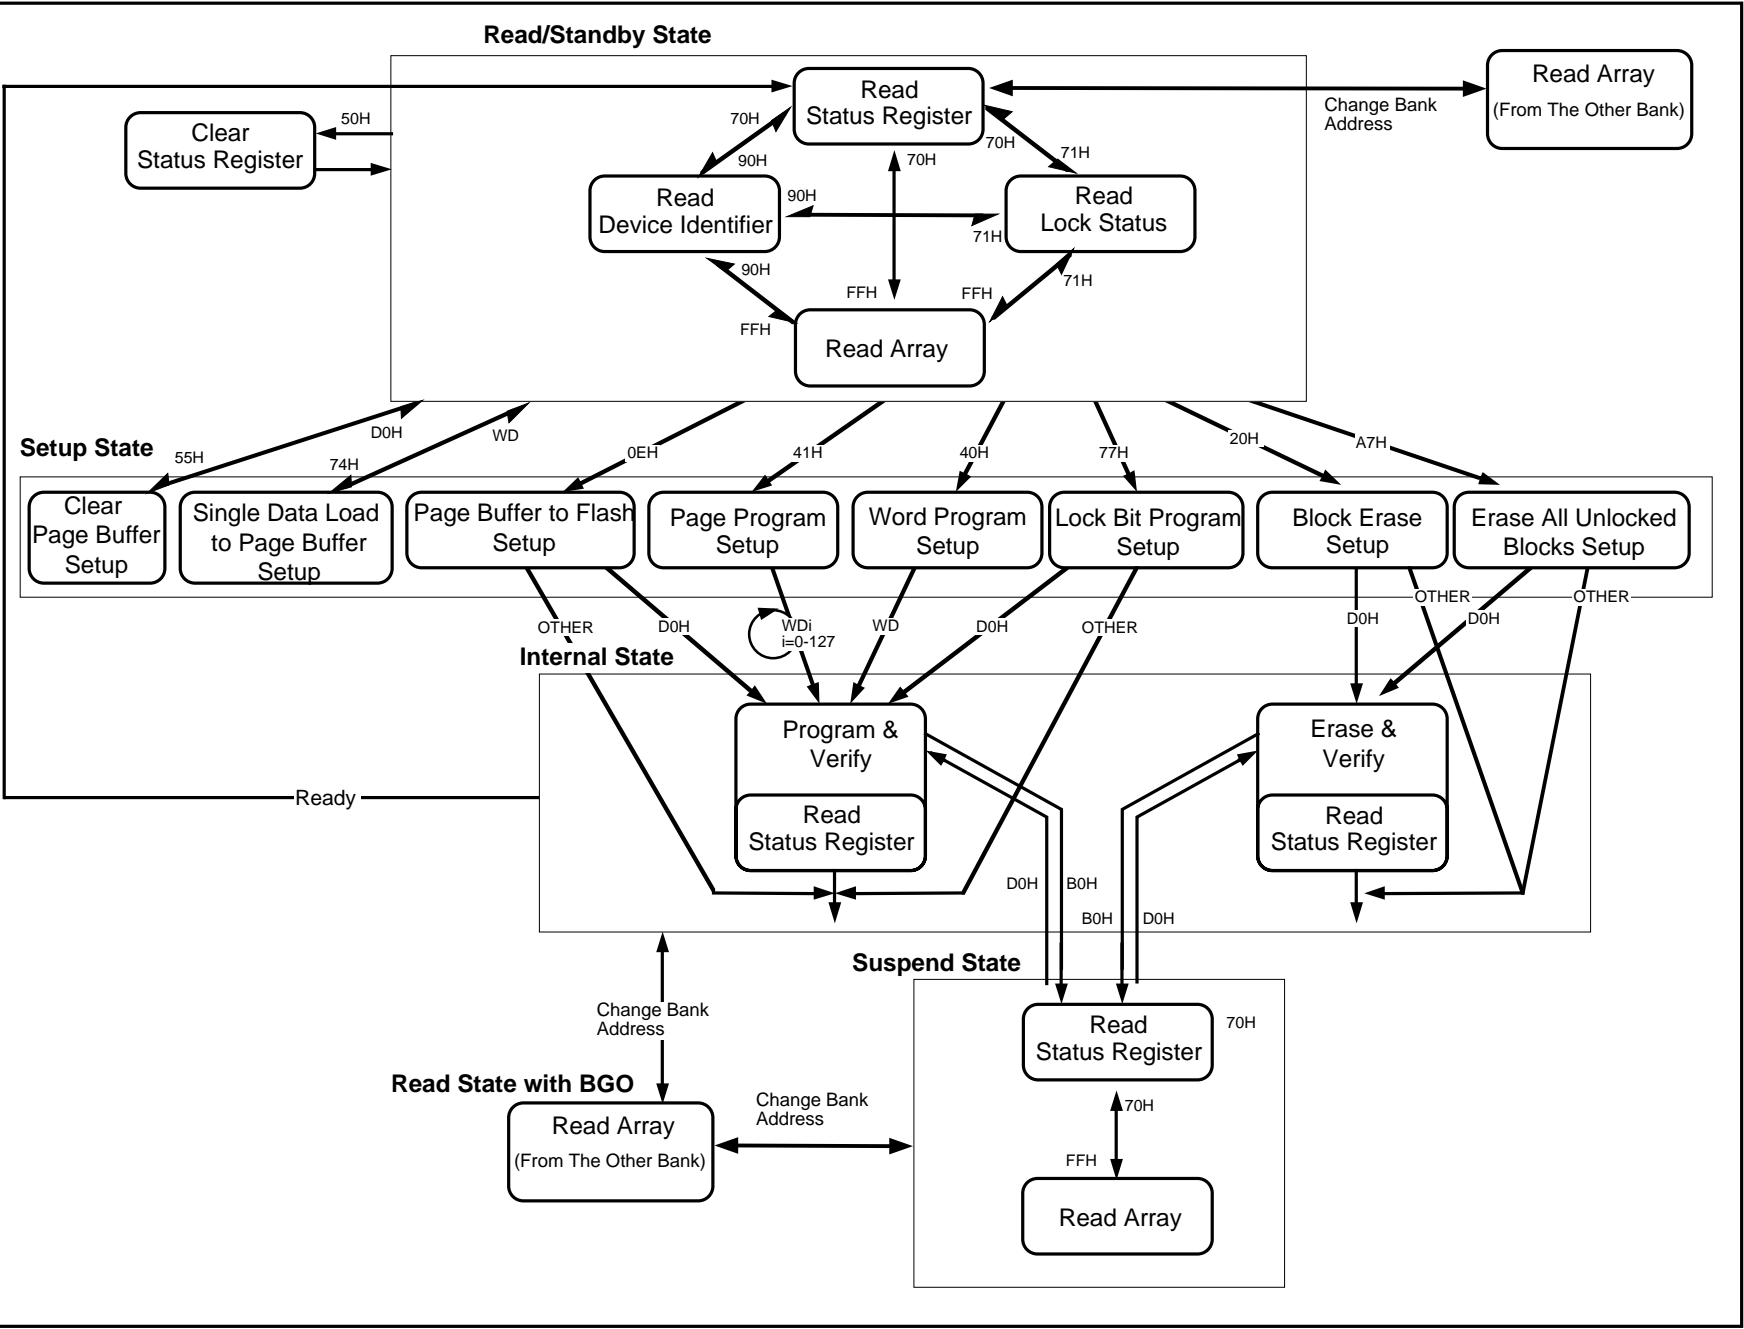 Read/Standby State
Read
Status Register
Read Array
(From The Other Bank)
Change Bank
Address
Clear
Status Register
50H
70H
90H
70H
70H
71H
Read
Device Identifier
90H
71H
Read
Lock Status
90H
FFH
FFH
FFH
71H
Read Array
Setup State
55H
D0H
74H
WD
0EH
41H
40H
77H
20H
A7H
Clear
Page Buffer
Setup
Single Data Load
to Page Buffer
Setup
Page Buffer to Flash
Setup
Page Program
Setup
Word Program
Setup
Lock Bit Program
Setup
Block Erase
Setup
Erase All Unlocked
Blocks Setup
OTHER
D0H
WDi
i=0-127
WD
D0H
OTHER
D0H
OTHER
D0H
OTHER
Internal State
Program &
Verify
Read
Status Register
Erase &
Verify
Read
Status Register
Ready
D0H
B0H
B0H
D0H
Suspend State
Change Bank
Address
Read
Status Register
70H
Read State with BGO
Read Array
(From The Other Bank)
Change Bank
Address
70H
FFH
Read Array